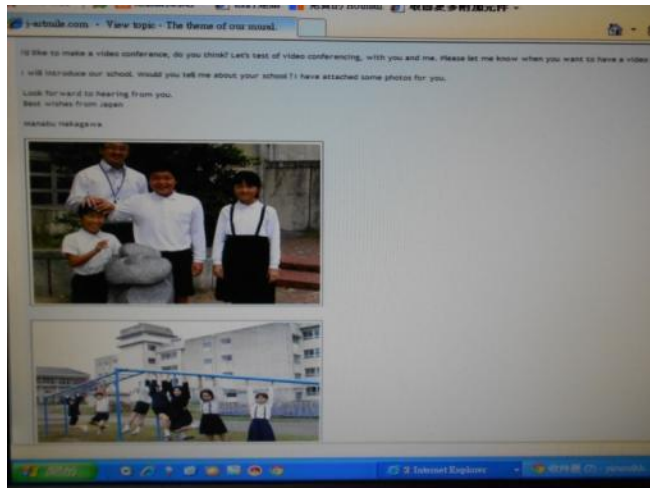 j-artmile.com • View topic - The theme of our mural.
I'd like to make a video conference, do you think? Let's test of video conferencing, with you and me. Please let me know when you want to have a video
I will introduce our school. Would you tell me about your school? I have attached some photos for you.
Look forward to hearing from you.
Best wishes from Japan
Manabu Nakagawa
2 Internet Explorer